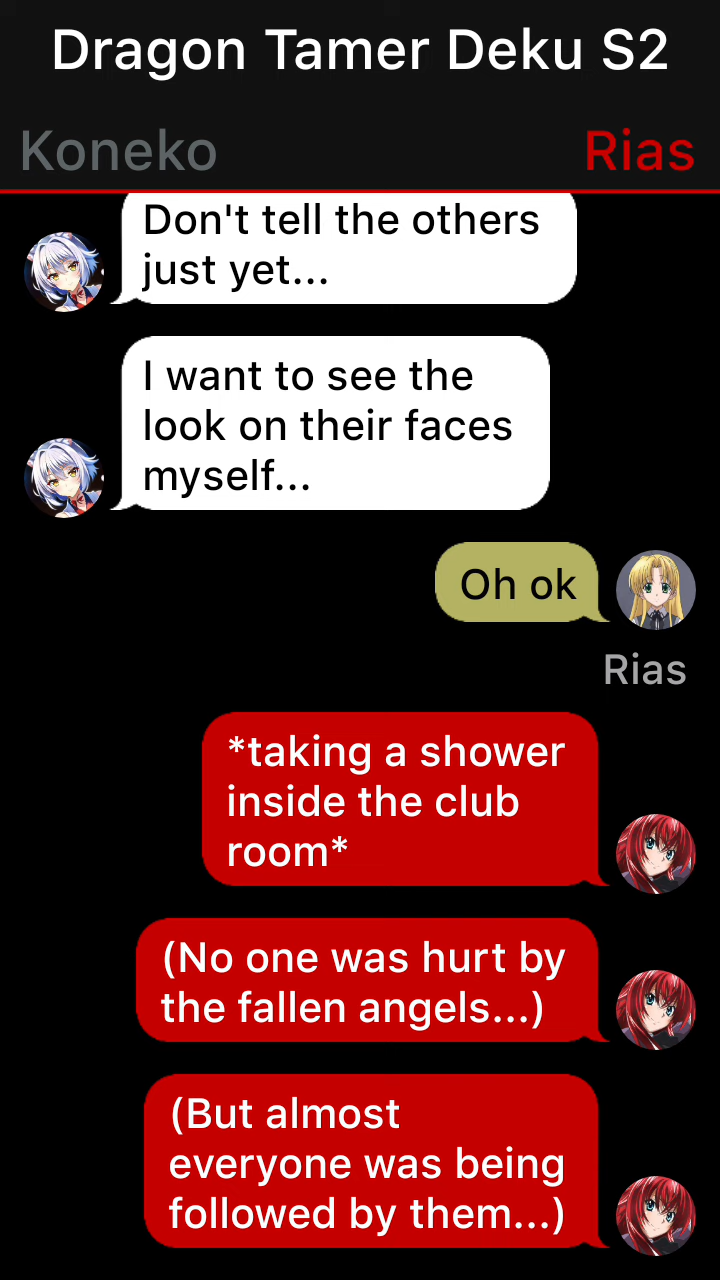 Dragon Tamer Deku S2
Koneko
Rias
Don't tell the others
just yet...
I want to see the
look on their faces
myself...
Oh ok
Rias
*taking a shower
inside the club
room*
(No one was hurt by
the fallen angels...)
(But almost
everyone was being
followed by them...)